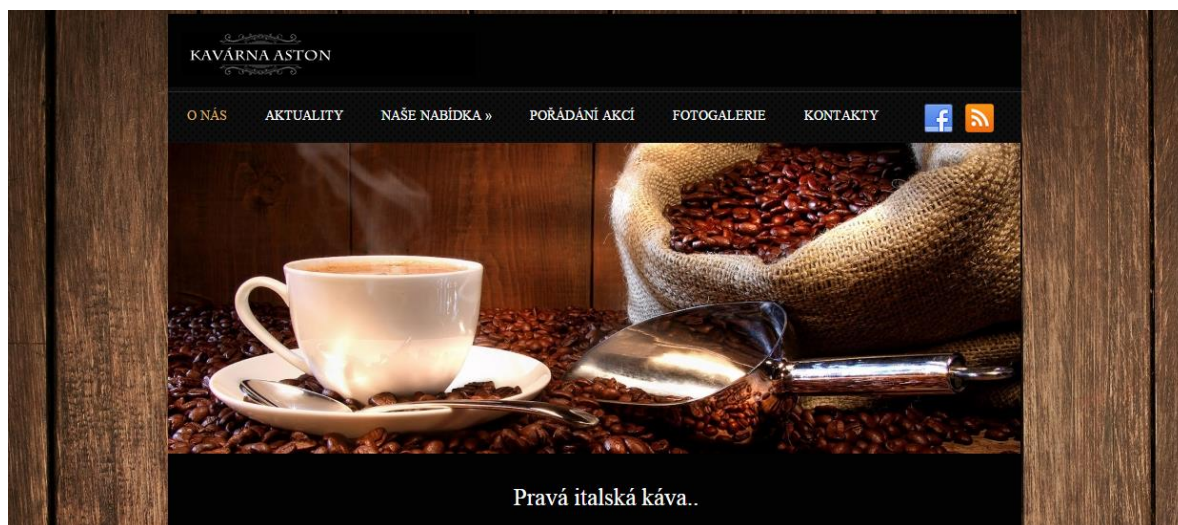 KAVÁRNA ASTON
O NÁS AKTUALITY NAŠE NABÍDKA » POŘÁDÁNÍ AKCÍ FOTOGALERIE KONTAKTY
Pravá italská káva..